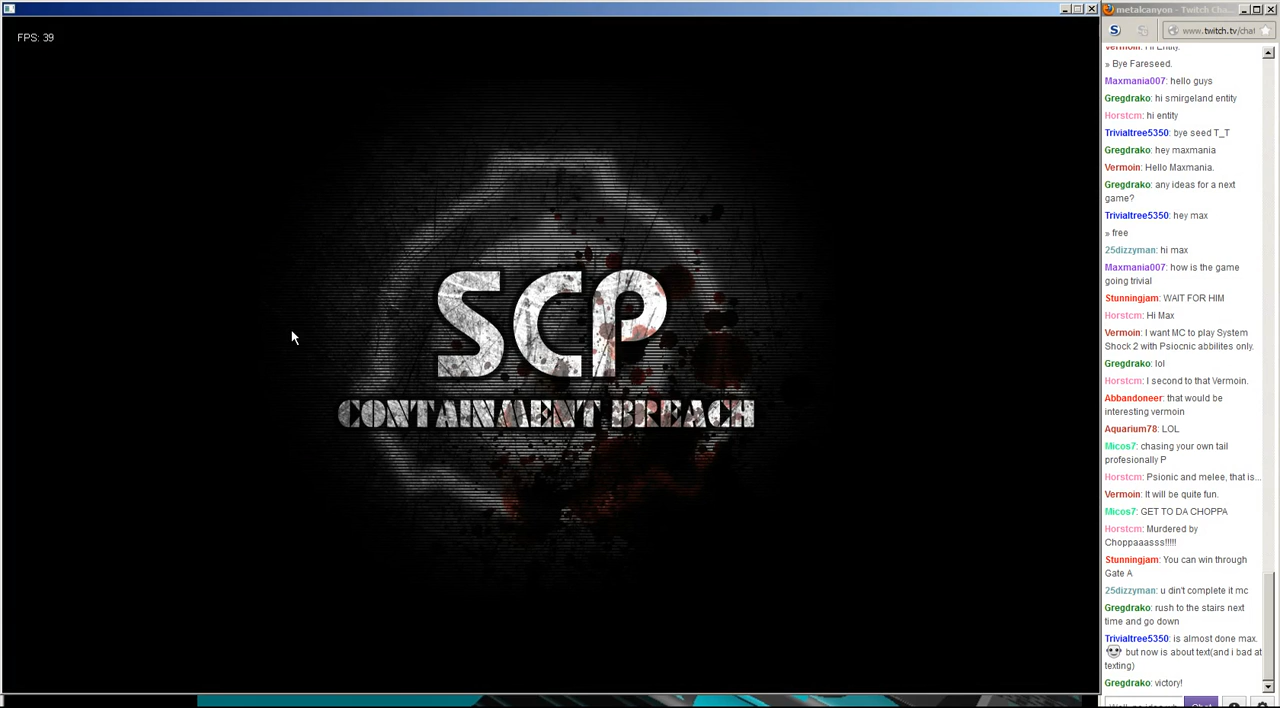 metalcanyon - Twitch Cha...
FPS: 39
www.twitch.tv/chat
Vermoin: Hi Entity.
» Bye Fareseed.
Maxmania007: hello guys
Gregdrako: hi smirgeland entity
Horstcm: hi entity
Trivialtree5350: bye seed T_T
Gregdrako: hey maxmania
Vermoin: Hello Maxmania.
Gregdrako: any ideas for a next
game?
Trivialtree5350: hey max
» free
25dizzyman: hi max
Maxmania007: how is the game
going trivial
Stunningjam: WAIT FOR HIM
Horstcm: Hi Max
Vermoin: I want MC to play System
Shock 2 with Psiocnic abbilites only.
Gregdrako: lol
Horstcm: I second to that Vermoin.
Abbandoneer: that would be
interesting vermoin
Aquarium78: LOL
Micos7: chasing your own tail
profesionally P
Horstcm: Psionic and melee, that is...
Vermoin: It will be quite fun.
Micos7: GET TO DA CHOPPA
Horstcm: Murdered by
Choppaaasss!!!!!
Stunningjam: You can win through
Gate A
25dizzyman: u din't complete it mc
Gregdrako: rush to the stairs next
time and go down
Trivialtree5350: is almost done max.
but now is about text(and i bad at
texting)
Gregdrako: victory!
Chat
SCP
CONTAINMENT BREACH